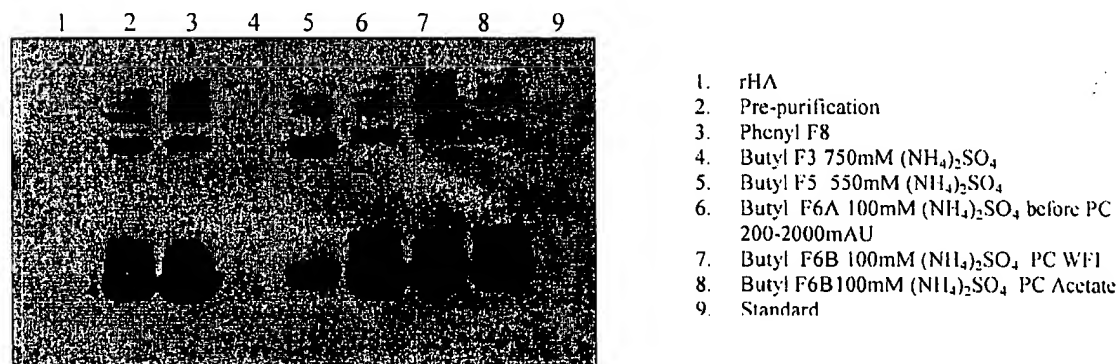 1 2 3 4 5 6 7 8 9
1. rHA
2. Pre-purification
3. Phenyl F8
4. Butyl F3 750mM (NH₄)₂SO₄
5. Butyl F5 550mM (NH₄)₂SO₄
6. Butyl F6A 100mM (NH₄)₂SO₄ before PC
200-2000mAU
7. Butyl F6B 100mM (NH₄)₂SO₄ PC WFI
8. Butyl F6B100mM (NH₄)₂SO₄ PC Acetate
9. Standard